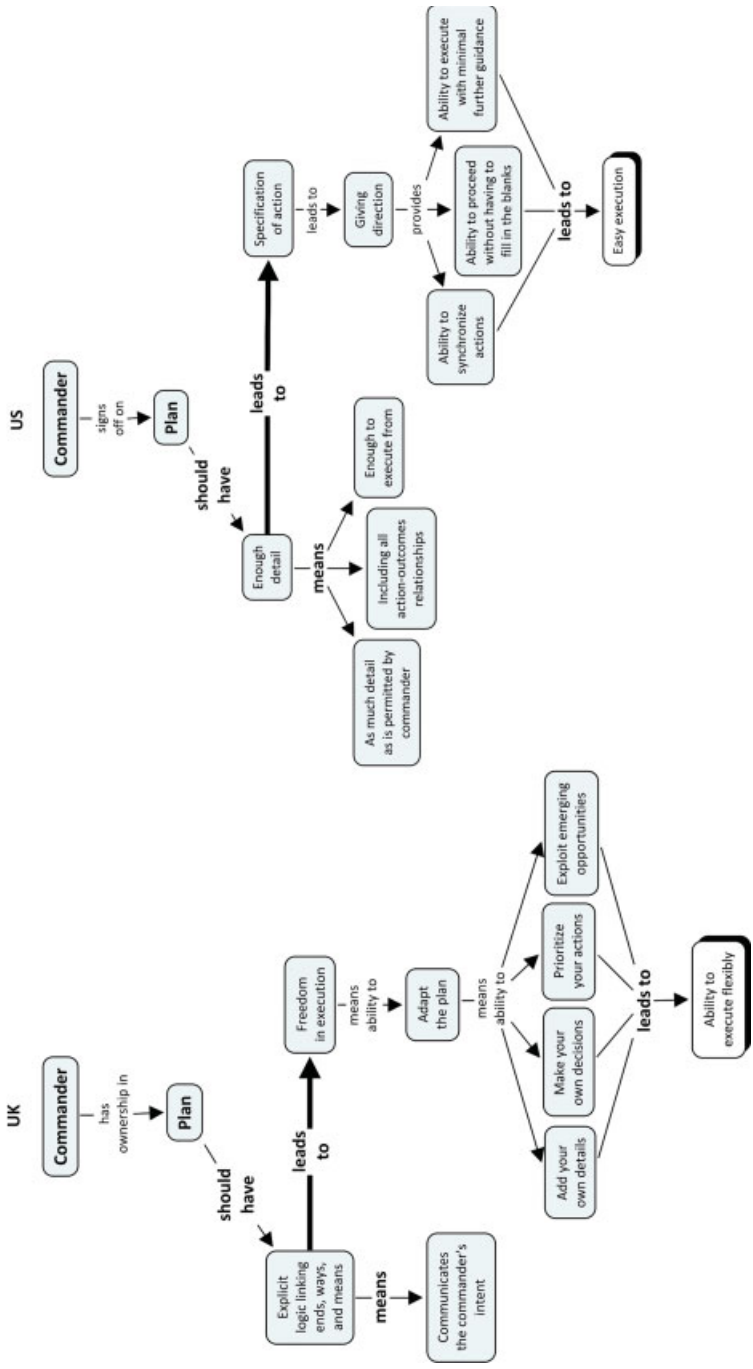 UK
Commander
has
ownership in
Plan
should
have
Explicit
logic linking
ends, ways,
and means
means
Communicates
the commander's
intent
leads
to
Freedom
in execution
means
ability to
Adapt
the plan
means
ability to
Add your
own details
Make your
own decisions
Prioritize
your actions
Exploit emerging
opportunities
leads to
Ability to
execute flexibly
US
Commander
signs
off on
Plan
should
have
Enough
detail
means
As much detail
as is permitted by
commander
Including all
action-outcomes
relationships
Enough to
execute from
leads
to
Specification
of action
leads to
Giving
direction
provides
Ability to
synchronize
actions
Ability to proceed
without having to
fill in the blanks
Ability to execute
with minimal
further guidance
leads to
Easy execution